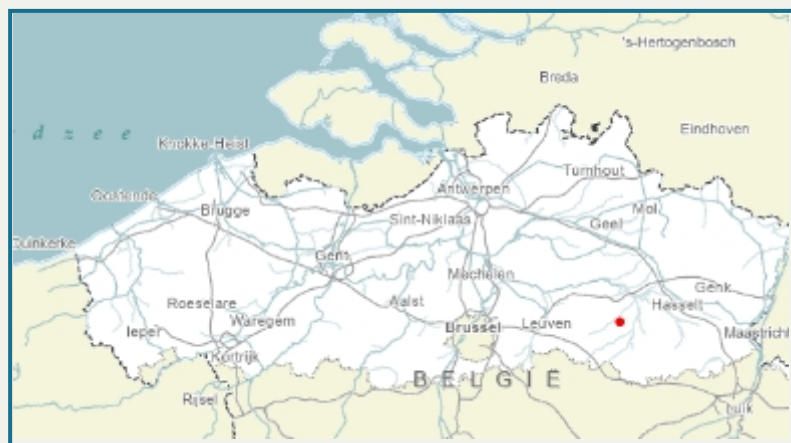 's-Hertogenbosch
Breda
d z e e
Eindhoven
Knokke-Heist
Turnhout
Antwerpen
Oostende
Mol
Brugge
Sint-Niklaas
Geel
Duinkerke
Gent
Mechelen
Genk
Roeselare
Aalst
Hasselt
Ieper
Waregem
Brussel
Leuven
Maastricht
Kortrijk
BELGIË
Rijsel
Luik